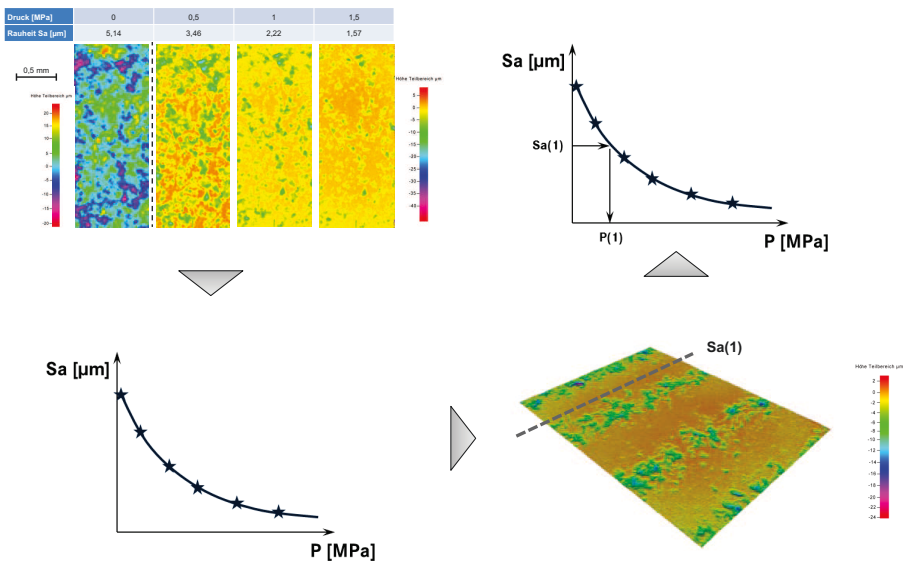 Druck [MPa] 0 0,5 1 1,5
Rauheit Sa [µm] 5,14 3,46 2,22 1,57
0,5 mm
Höhe Teilbereich µm
20
15
10
5
0
-5
-10
-15
-20
Höhe Teilbereich µm
5
0
-5
-10
-15
-20
-25
-30
-35
-40
Sa [µm]
Sa(1)
P(1)
P [MPa]
Sa [µm]
P [MPa]
Sa(1)
Höhe Teilbereich µm
2
0
-2
-4
-6
-8
-10
-12
-14
-16
-18
-20
-22
-24